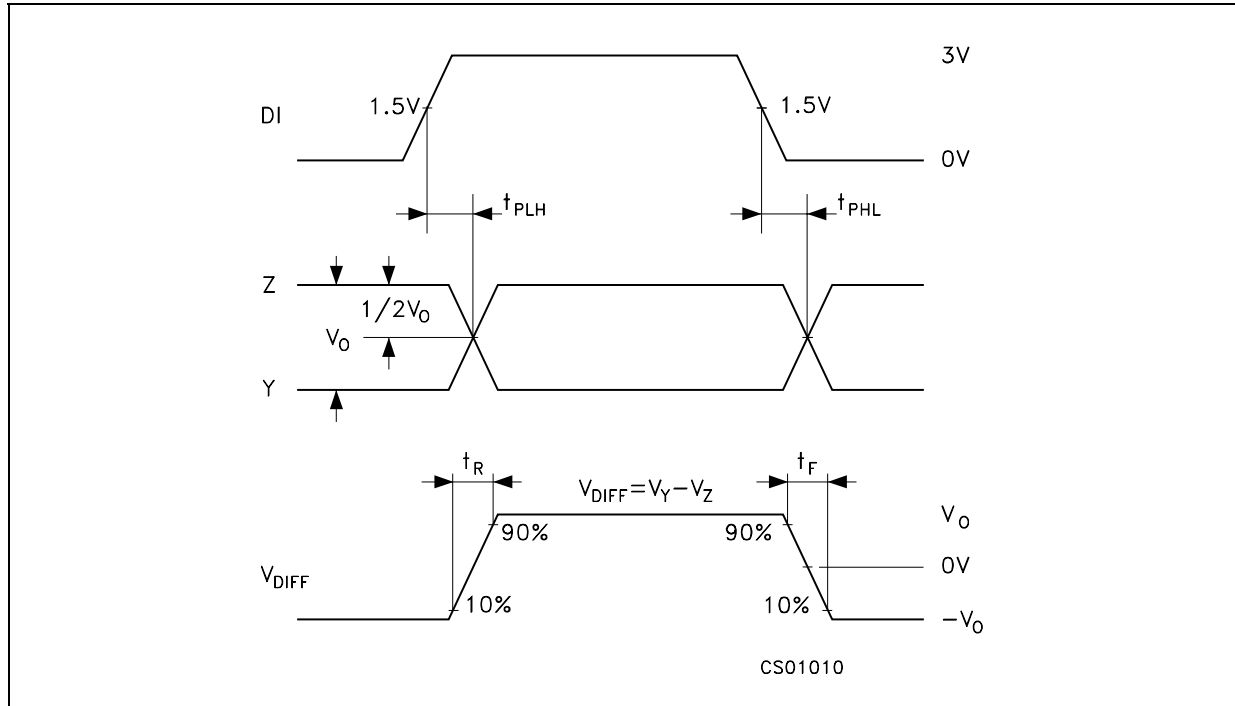 3V
1.5V
1.5V
DI
0V
tPLH
tPHL
Z
1/2VO
VO
Y
tR
tF
VDIFF=VY−VZ
VO
90%
90%
0V
VDIFF
10%
10%
−VO
CS01010